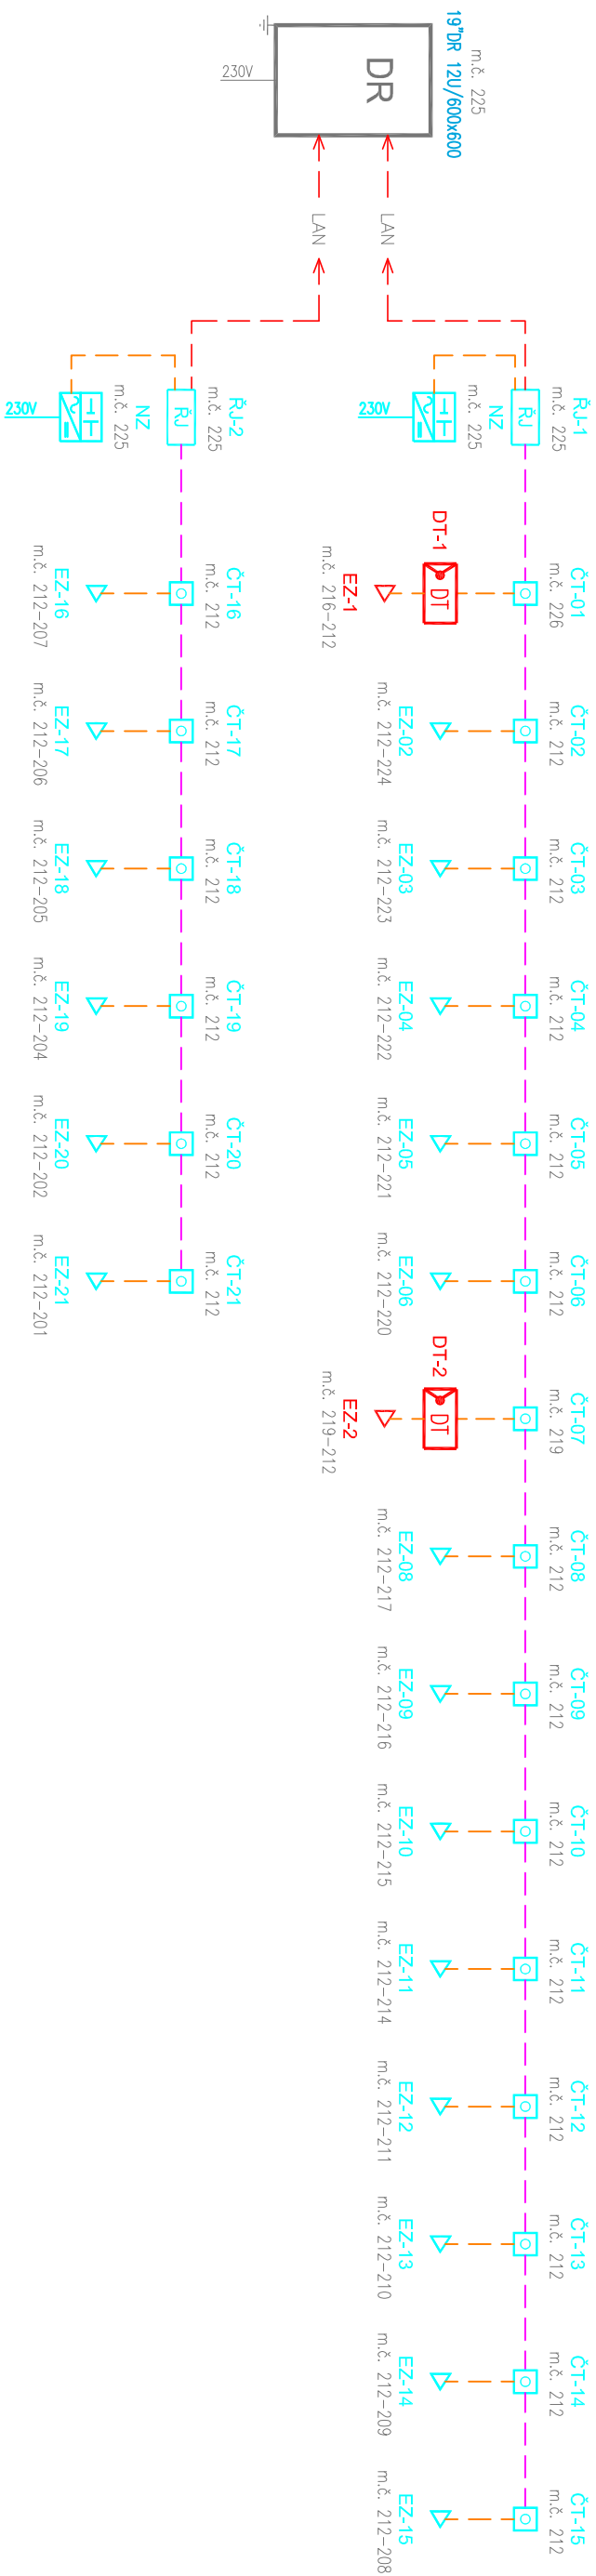 m.č. 225
19"DR 12U/600x600
DR
230V
LAN
LAN
ŘJ-1
m.č. 225
ŘJ
NZ
m.č. 225
230V
ČT-01
m.č. 226
DT-1
DT
EZ-1
m.č. 216-212
ČT-02
m.č. 212
EZ-02
m.č. 212-224
ČT-03
m.č. 212
EZ-03
m.č. 212-223
ČT-04
m.č. 212
EZ-04
m.č. 212-222
ČT-05
m.č. 212
EZ-05
m.č. 212-221
ČT-06
m.č. 212
EZ-06
m.č. 212-220
ČT-07
m.č. 219
DT-2
DT
EZ-2
m.č. 219-212
ČT-08
m.č. 212
EZ-08
m.č. 212-217
ČT-09
m.č. 212
EZ-09
m.č. 212-216
ČT-10
m.č. 212
EZ-10
m.č. 212-215
ČT-11
m.č. 212
EZ-11
m.č. 212-214
ČT-12
m.č. 212
EZ-12
m.č. 212-211
ČT-13
m.č. 212
EZ-13
m.č. 212-210
ČT-14
m.č. 212
EZ-14
m.č. 212-209
ČT-15
m.č. 212
EZ-15
m.č. 212-208
ŘJ-2
m.č. 225
ŘJ
NZ
m.č. 225
230V
ČT-16
m.č. 212
EZ-16
m.č. 212-207
ČT-17
m.č. 212
EZ-17
m.č. 212-206
ČT-18
m.č. 212
EZ-18
m.č. 212-205
ČT-19
m.č. 212
EZ-19
m.č. 212-204
ČT-20
m.č. 212
EZ-20
m.č. 212-202
ČT-21
m.č. 212
EZ-21
m.č. 212-201